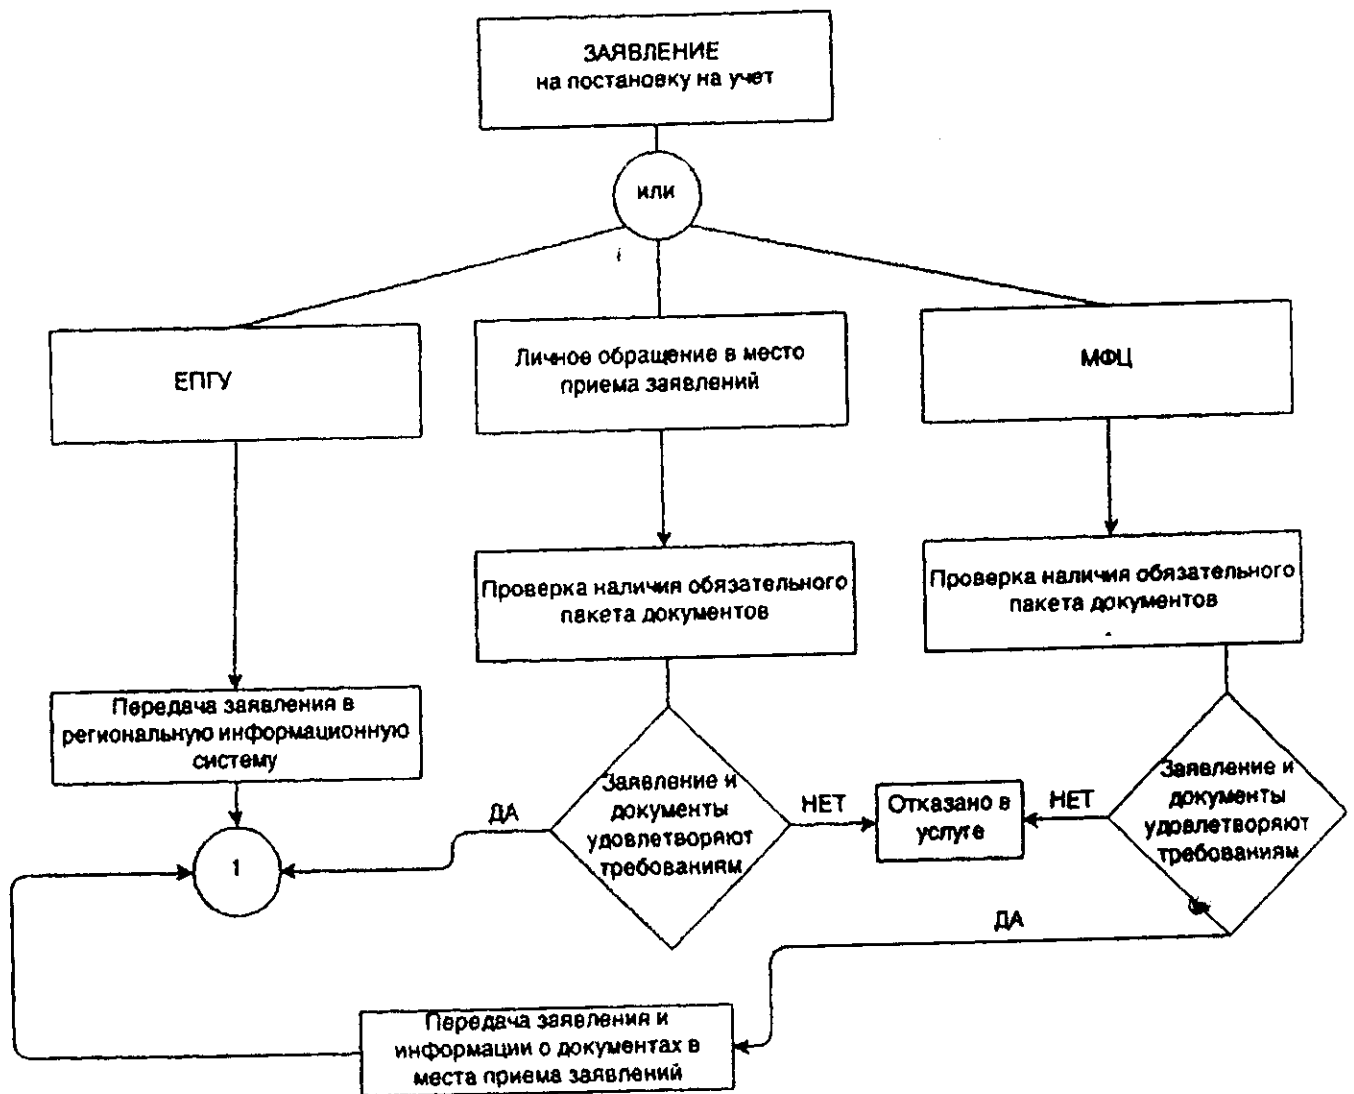 ЗАЯВЛЕНИЕ
на постановку на учет
или
ЕПГУ
Личное обращение в место
приема заявлений
МФЦ
Проверка наличия обязательного
пакета документов
Проверка наличия обязательного
пакета документов
Передача заявления в
региональную информационную
систему
Заявление и
документы
удовлетворяют
требованиям
Заявление и
документы
удовлетворяют
требованиям
ДА
НЕТ
Отказано в
услуге
НЕТ
1
ДА
Передача заявления и
информации о документах в
места приема заявлений